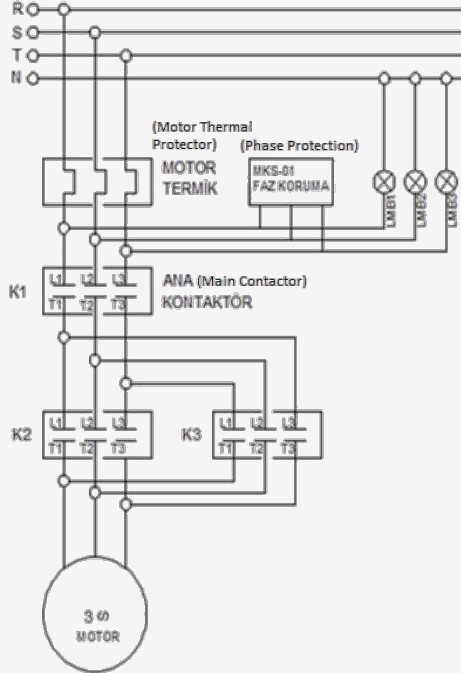 R
S
T
N
(Motor Thermal
Protector)
(Phase Protection)
MOTOR
TERMİK
MKS-01
FAZ KORUMA
LMB1
LMB2
LMB3
K1
L1 L2 L3
T1 T2 T3
ANA (Main Contactor)
KONTAKTÖR
K2
L1 L2 L3
T1 T2 T3
K3
L1 L2 L3
T1 T2 T3
3
MOTOR